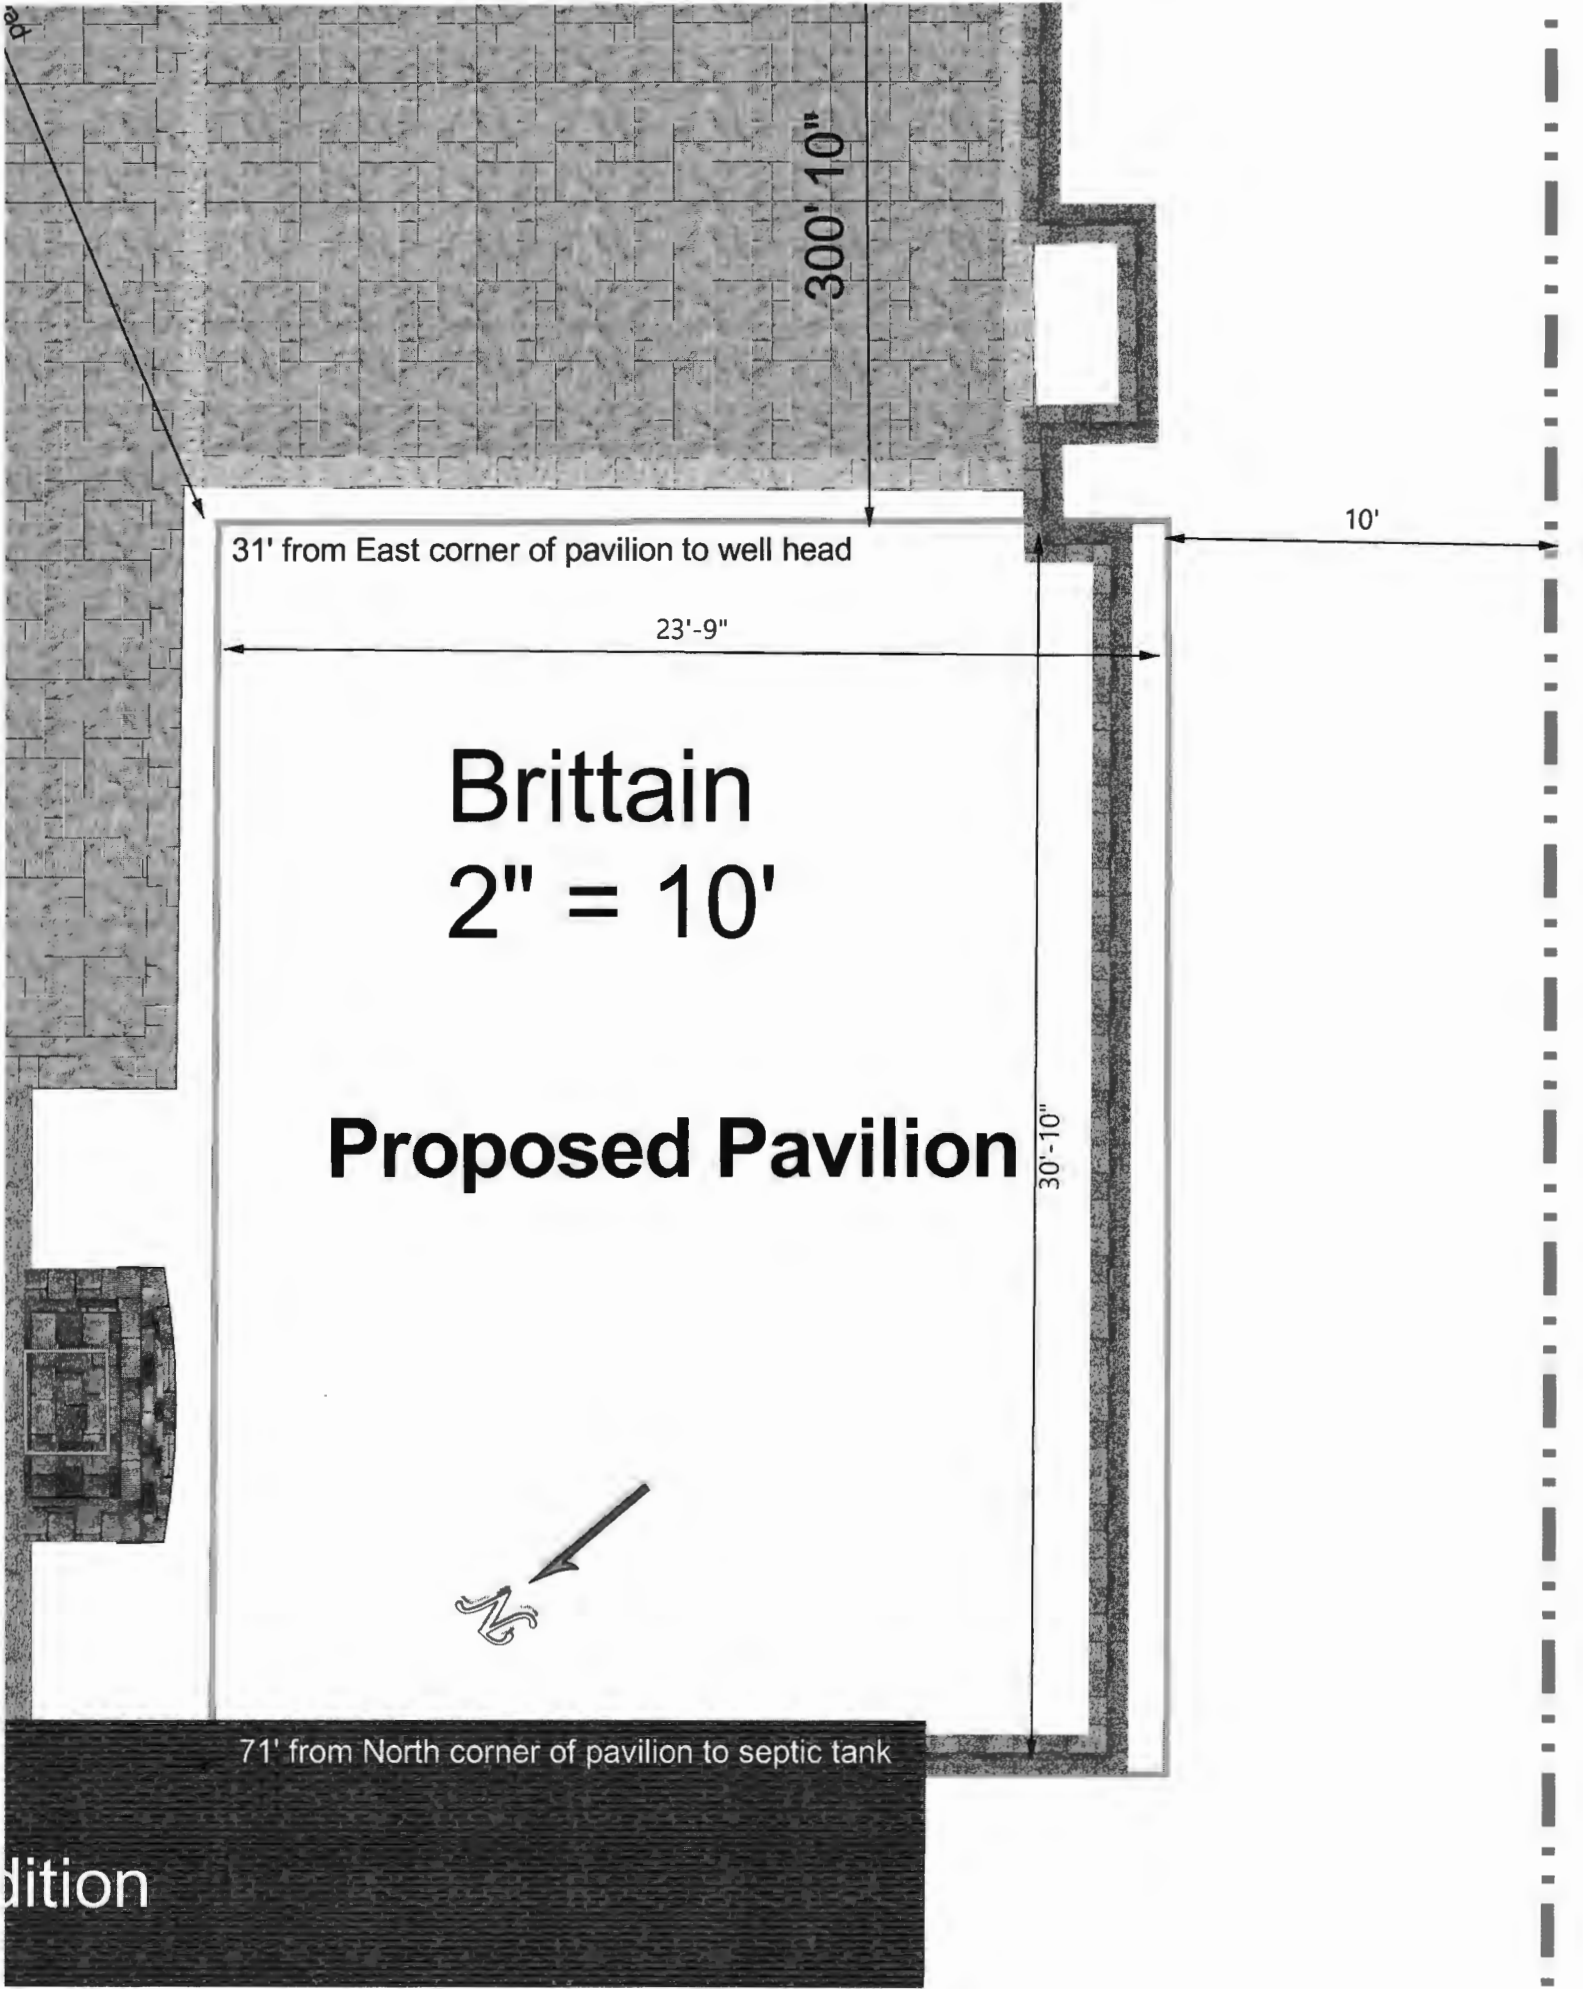 ad
300' 10"
10'
31' from East corner of pavilion to well head
23'-9"
Brittain
2" = 10'
Proposed Pavilion
30'-10"
N
71' from North corner of pavilion to septic tank
dition